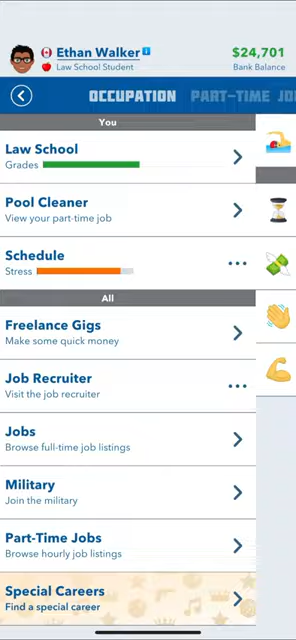 Ethan Walker
$24,701
Law School Student
Bank Balance
OCCUPATION
PART-TIME JO
You
Law School
Grades
Pool Cleaner
View your part-time job
Schedule
Stress
All
Freelance Gigs
Make some quick money
Job Recruiter
Visit the job recruiter
Jobs
Browse full-time job listings
Military
Join the military
Part-Time Jobs
Browse hourly job listings
Special Careers
Find a special career